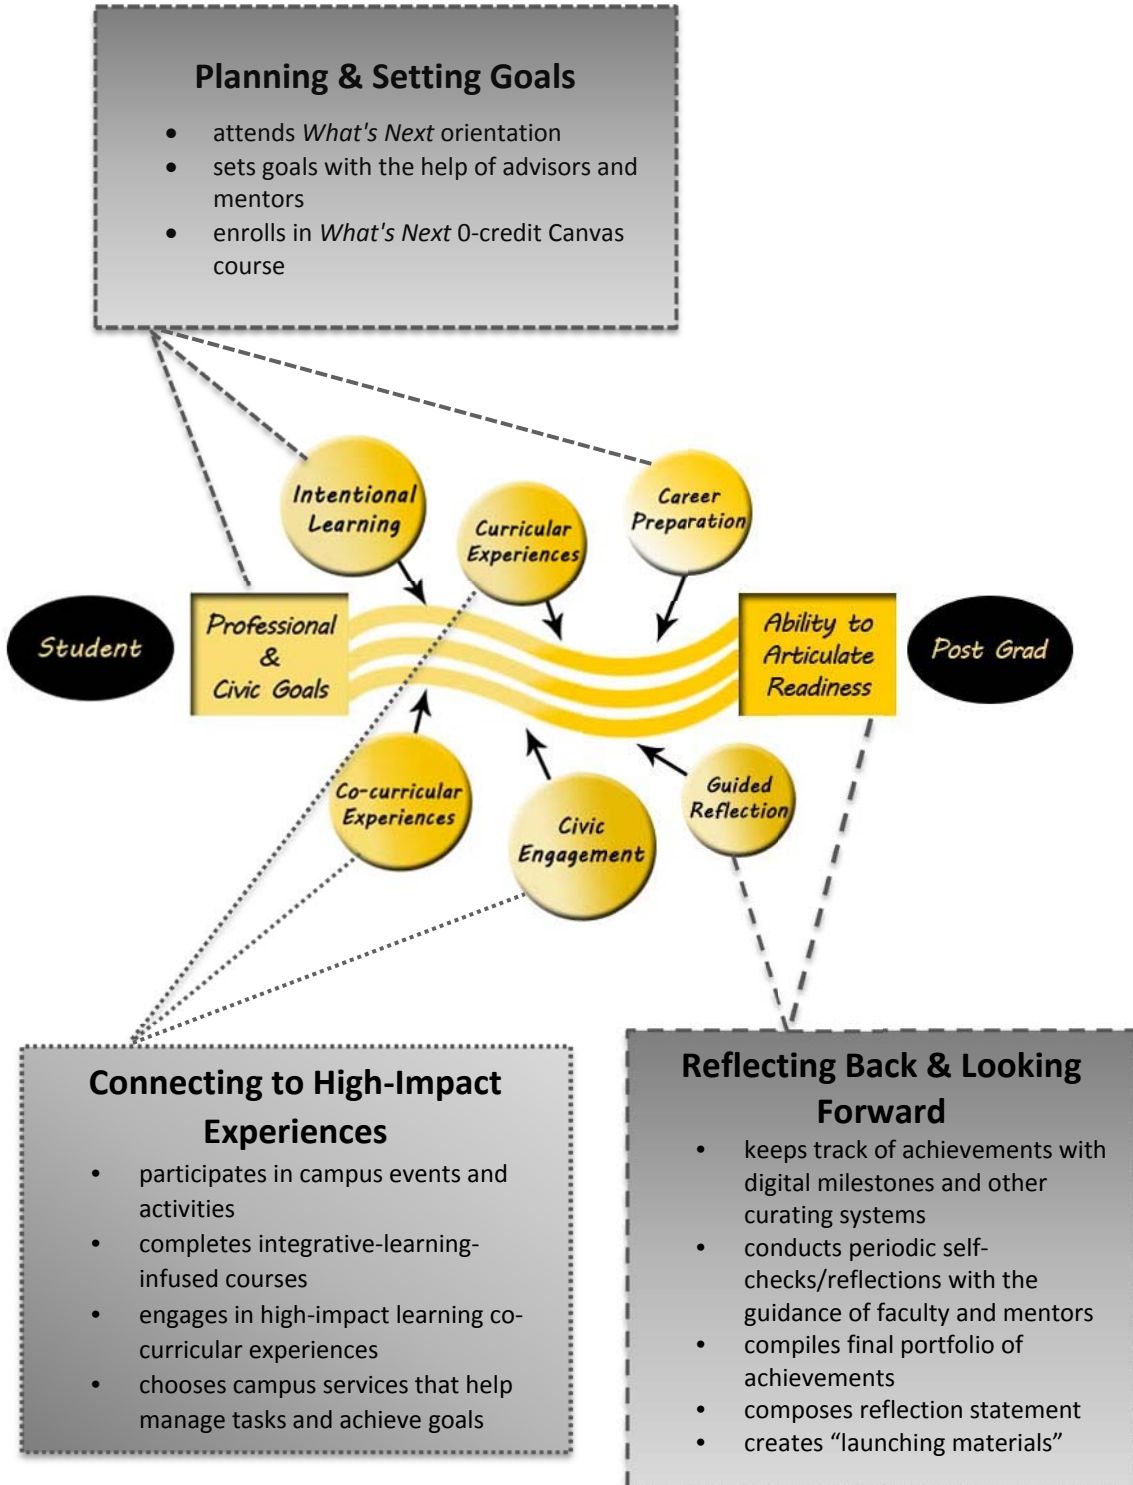 Planning & Setting Goals
• attends What's Next orientation
• sets goals with the help of advisors and
mentors
• enrolls in What's Next 0-credit Canvas
course
Intentional
Learning
Curricular
Experiences
Career
Preparation
Student
Professional
&
Civic Goals
Ability to
Articulate
Readiness
Post Grad
Co-curricular
Experiences
Civic
Engagement
Guided
Reflection
Connecting to High-Impact
Experiences
• participates in campus events and
activities
• completes integrative-learning-
infused courses
• engages in high-impact learning co-
curricular experiences
• chooses campus services that help
manage tasks and achieve goals
Reflecting Back & Looking
Forward
• keeps track of achievements with
digital milestones and other
curating systems
• conducts periodic self-
checks/reflections with the
guidance of faculty and mentors
• compiles final portfolio of
achievements
• composes reflection statement
• creates “launching materials”